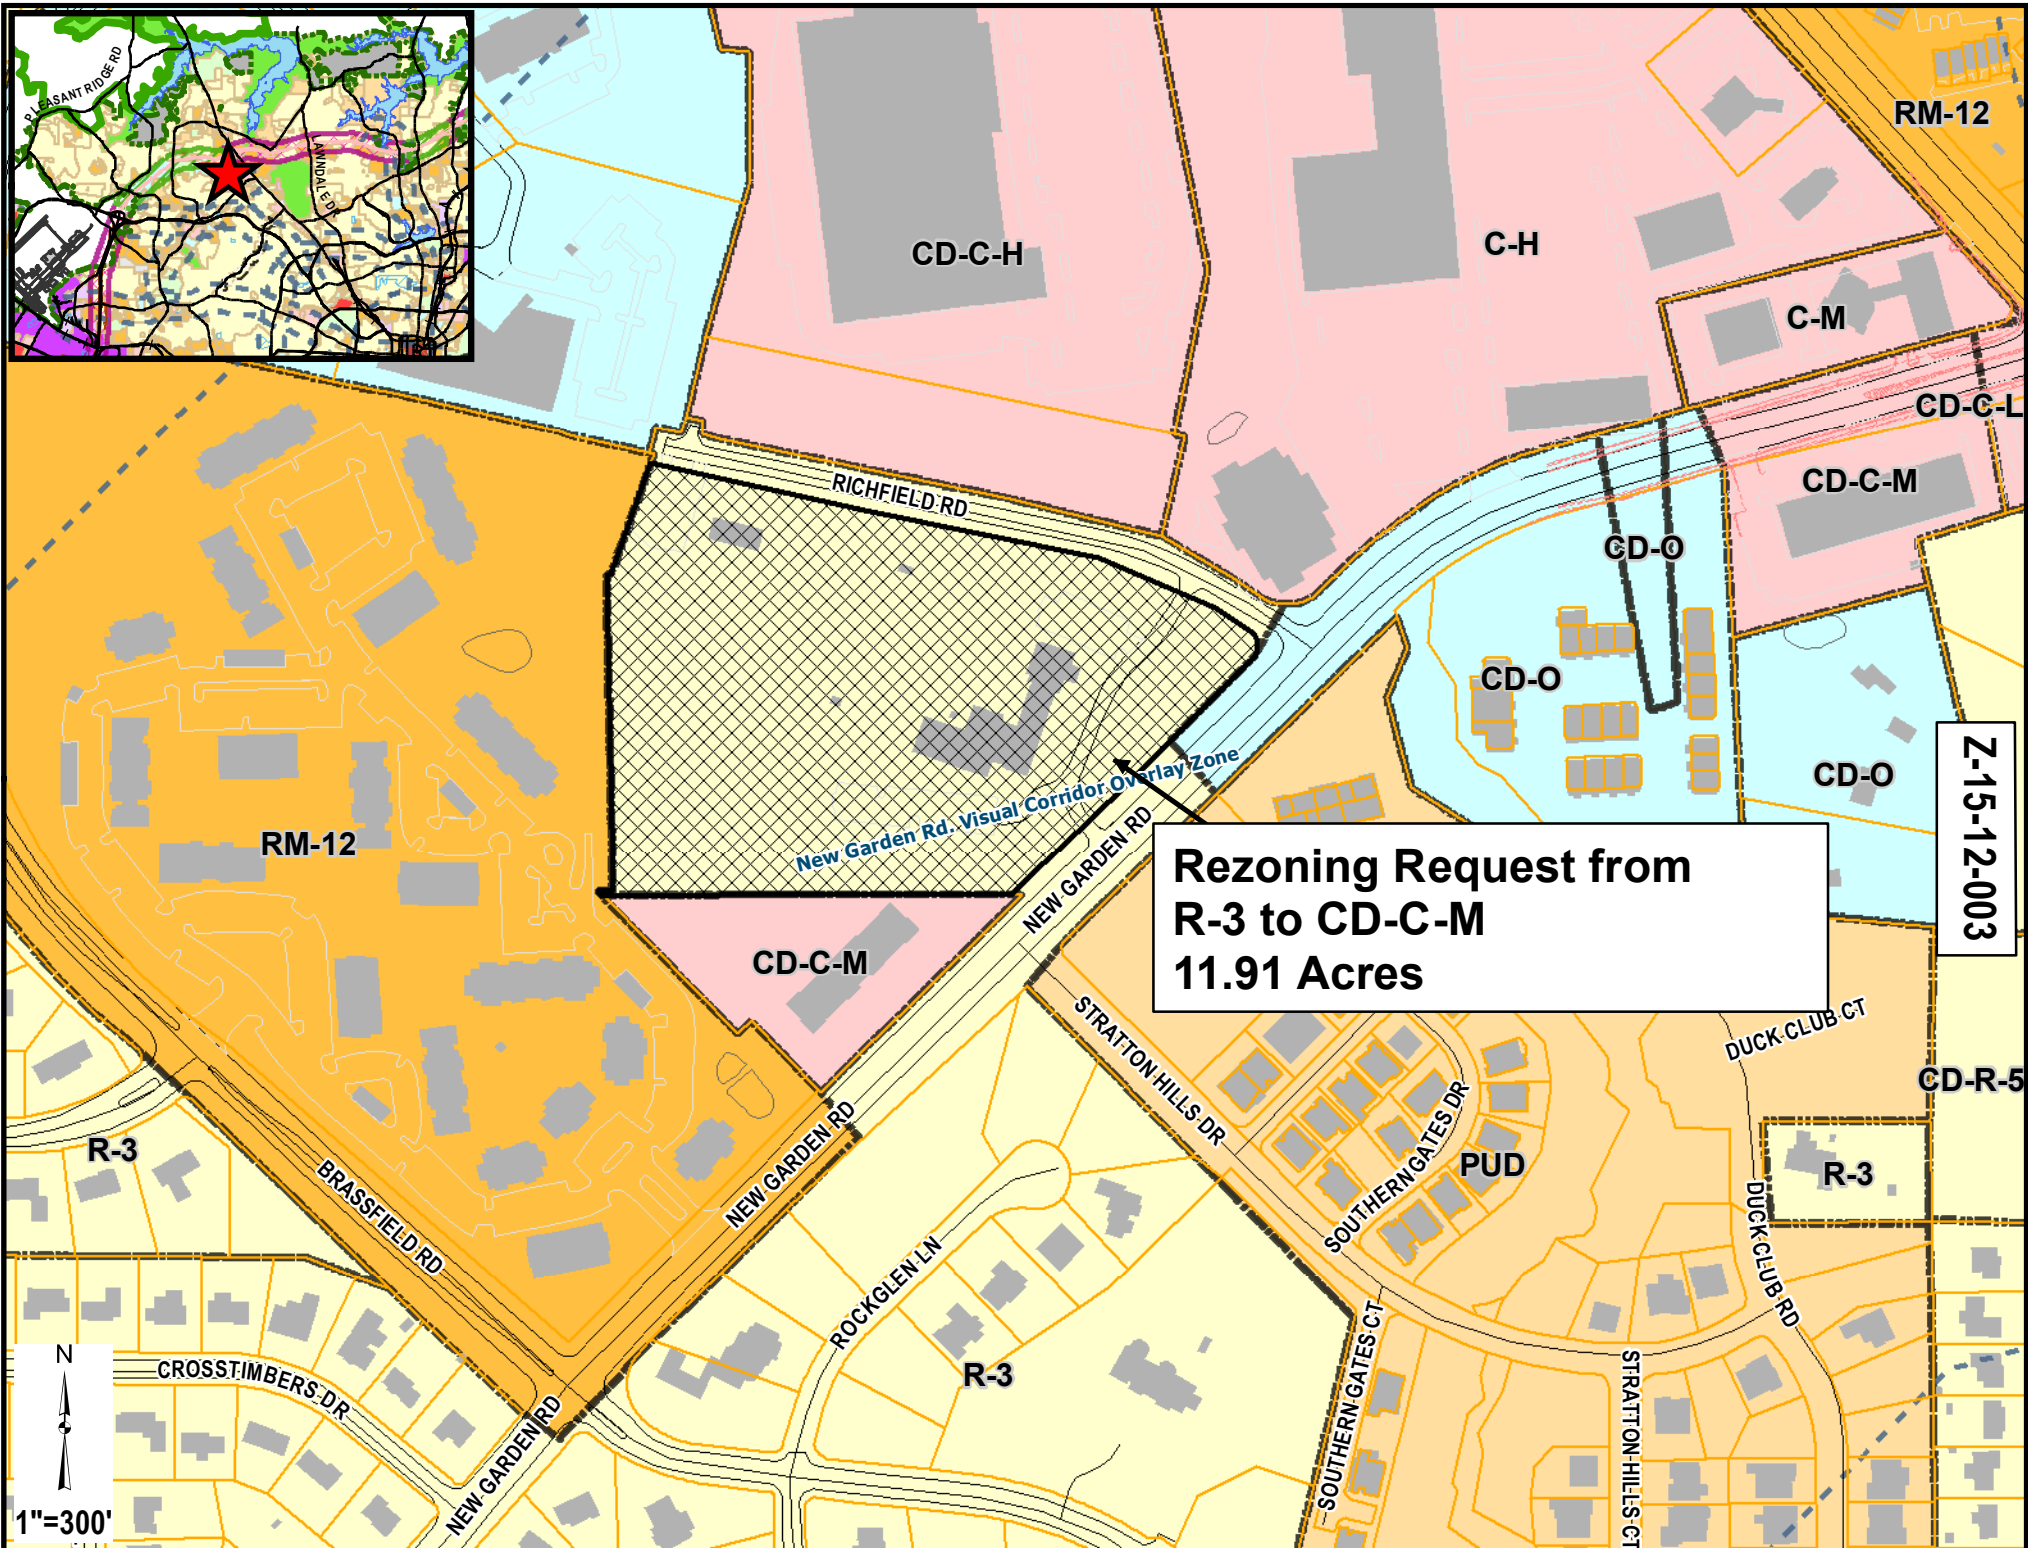 PLEASANT RIDGE RD
LAWNDALE DR
RM-12
CD-C-H
C-H
C-M
CD-C-L
RICHFIELD RD
CD-C-M
CD-O
CD-O
CD-O
Z-15-12-003
New Garden Rd. Visual Corridor Overlay Zone
NEW GARDEN RD
RM-12
Rezoning Request from
R-3 to CD-C-M
11.91 Acres
CD-C-M
STRATTON HILLS DR
DUCK CLUB CT
CD-R-5
R-3
BRASSFIELD RD
NEW GARDEN RD
SOUTHERN GATES DR
PUD
R-3
DUCK CLUB RD
ROCKGLEN LN
R-3
CROSSTIMBERS DR
NEW GARDEN RD
SOUTHERN GATES CT
STRATTON HILLS CT
N
1"=300'